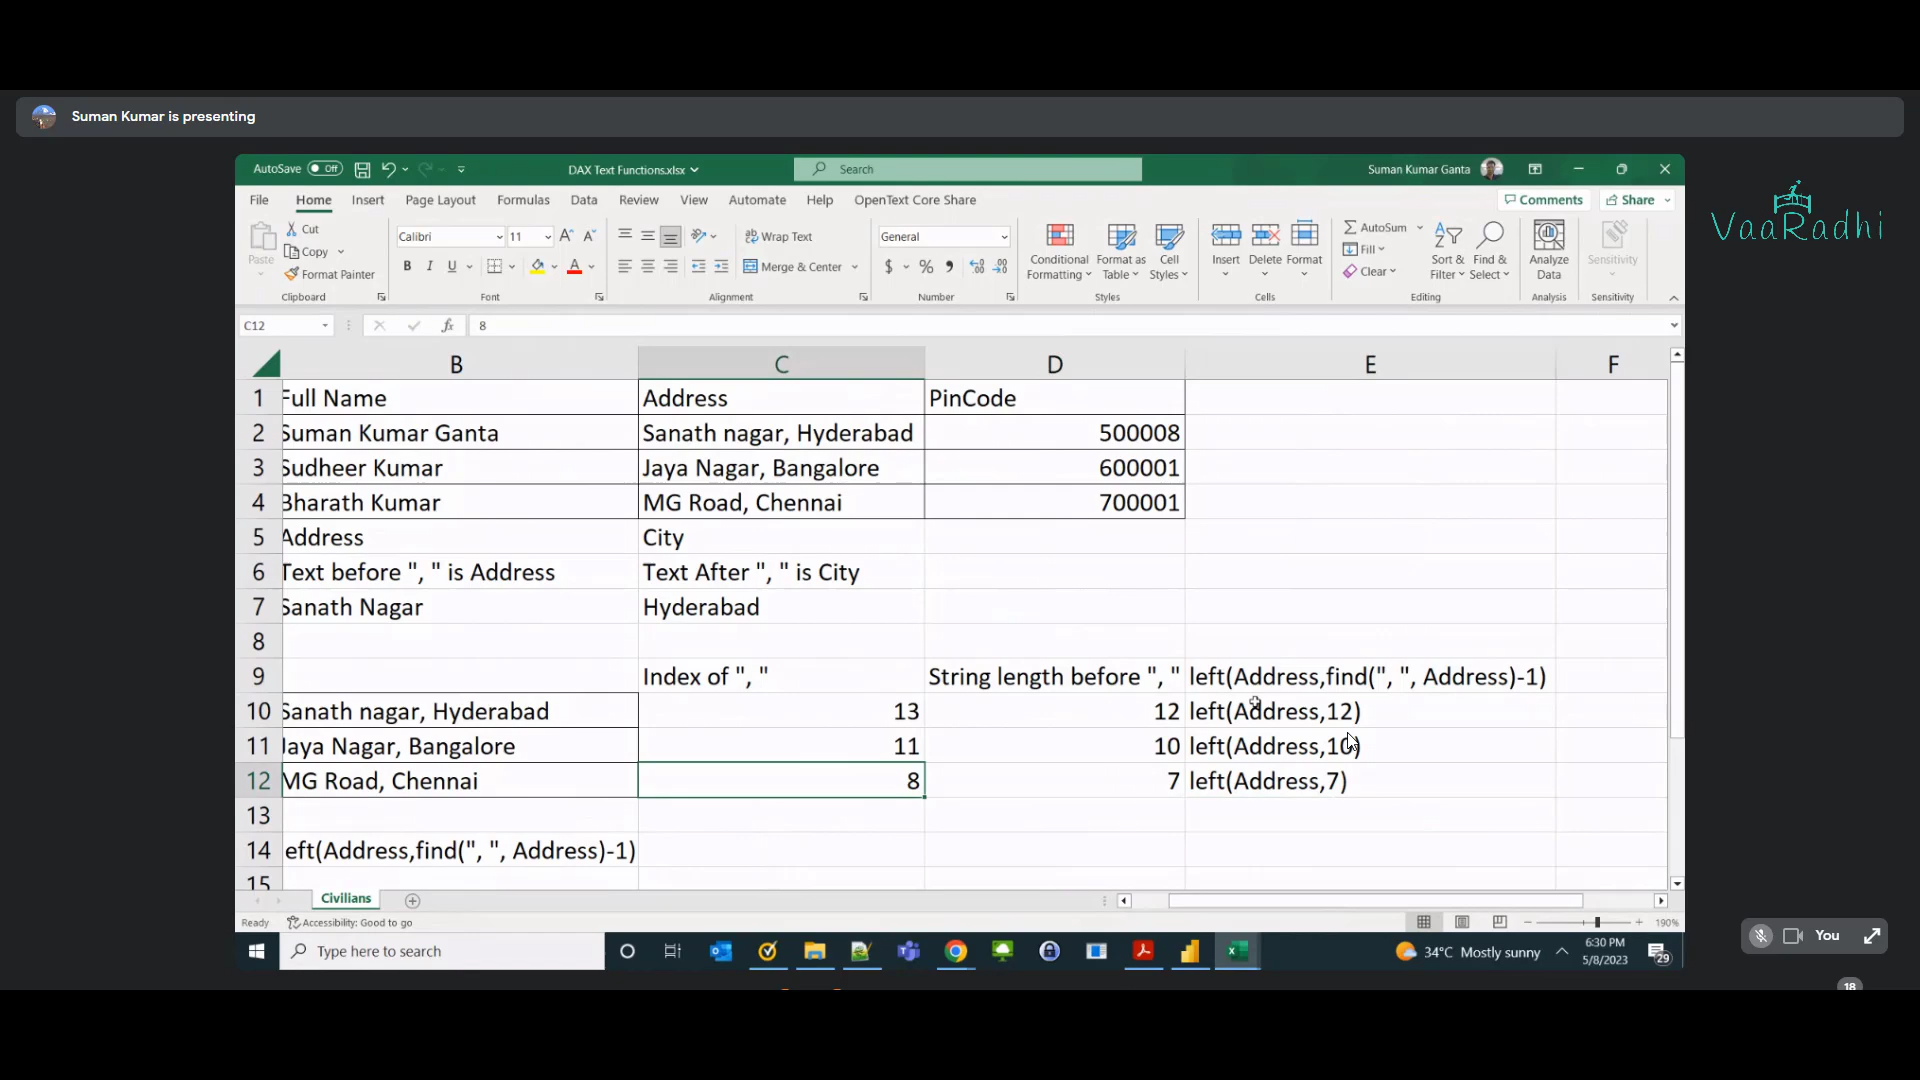 Suman Kumar is presenting
VaaRadhi
AutoSave Off DAX Text Functions.xlsx Search Suman Kumar Ganta
File Home Insert Page Layout Formulas Data Review View Automate Help OpenText Core Share Comments Share
Paste Cut Copy Format Painter Clipboard
Calibri 11 B I U Font
Wrap Text Merge & Center Alignment
General $ % Number
Conditional Formatting Format as Table Cell Styles Styles
Insert Delete Format Cells
AutoSum Fill Clear Sort & Filter Find & Select Editing
Analyze Data Analysis
Sensitivity Sensitivity
C12 fx 8
B C D E F
1 Full Name Address PinCode
2 Suman Kumar Ganta Sanath nagar, Hyderabad 500008
3 Sudheer Kumar Jaya Nagar, Bangalore 600001
4 Bharath Kumar MG Road, Chennai 700001
5 Address City
6 Text before ", " is Address Text After ", " is City
7 Sanath Nagar Hyderabad
8
9 Index of ", " String length before ", " left(Address,find(", ", Address)-1)
10 Sanath nagar, Hyderabad 13 12 left(Address,12)
11 Jaya Nagar, Bangalore 11 10 left(Address,10)
12 MG Road, Chennai 8 7 left(Address,7)
13
14 eft(Address,find(", ", Address)-1)
15
Civilians
Ready Accessibility: Good to go 190%
Type here to search 34°C Mostly sunny 6:30 PM
5/8/2023 29
You
18